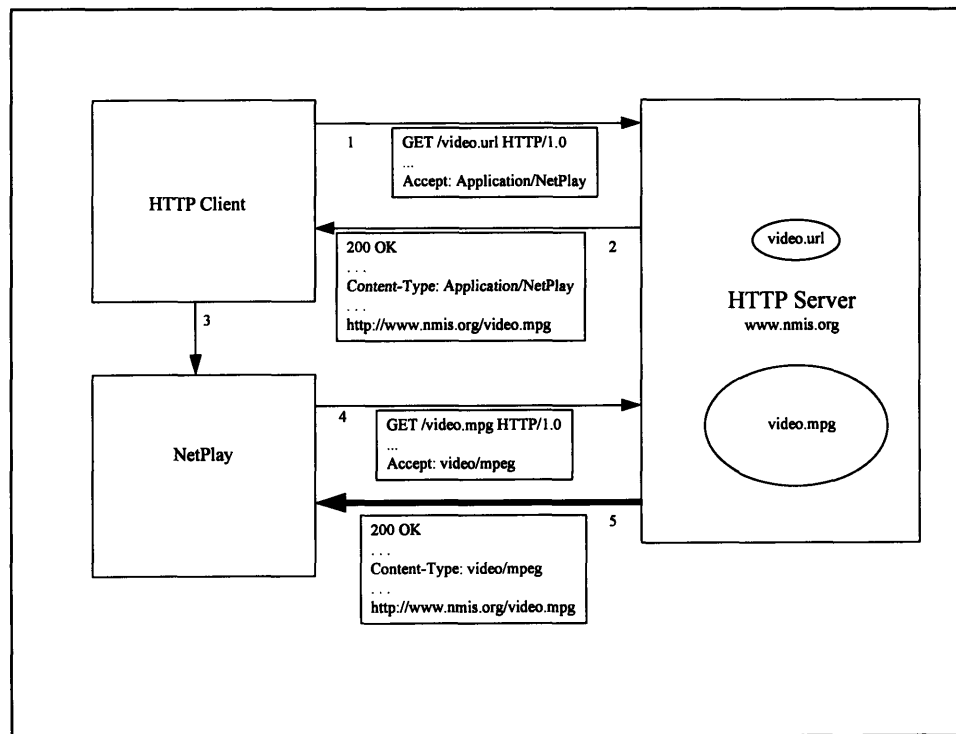 HTTP Client
1
GET /video.url HTTP/1.0
...
Accept: Application/NetPlay
2
200 OK
. . .
Content-Type: Application/NetPlay
. . .
http://www.nmis.org/video.mpg
3
NetPlay
4
GET /video.mpg HTTP/1.0
...
Accept: video/mpeg
5
200 OK
. . .
Content-Type: video/mpeg
. . .
http://www.nmis.org/video.mpg
video.url
HTTP Server
www.nmis.org
video.mpg